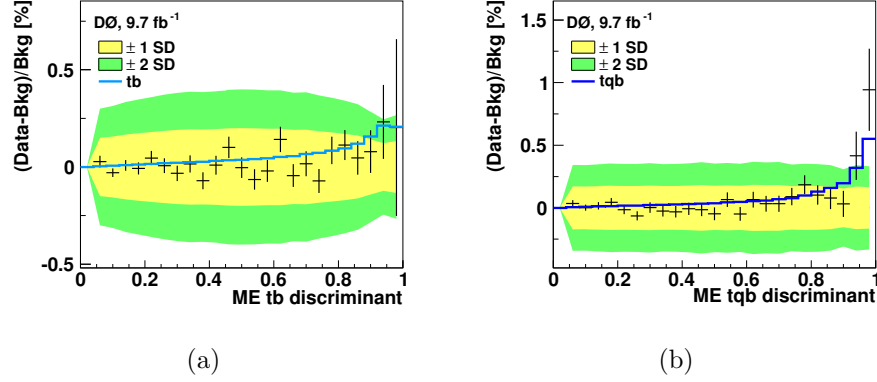 (Data-Bkg)/Bkg [%]
DØ, 9.7 fb⁻¹
± 1 SD
± 2 SD
tb
0.5
0
-0.5
0 0.2 0.4 0.6 0.8 1
ME tb discriminant
(a)
(Data-Bkg)/Bkg [%]
DØ, 9.7 fb⁻¹
± 1 SD
± 2 SD
tqb
1.5
1
0.5
0
0 0.2 0.4 0.6 0.8 1
ME tqb discriminant
(b)